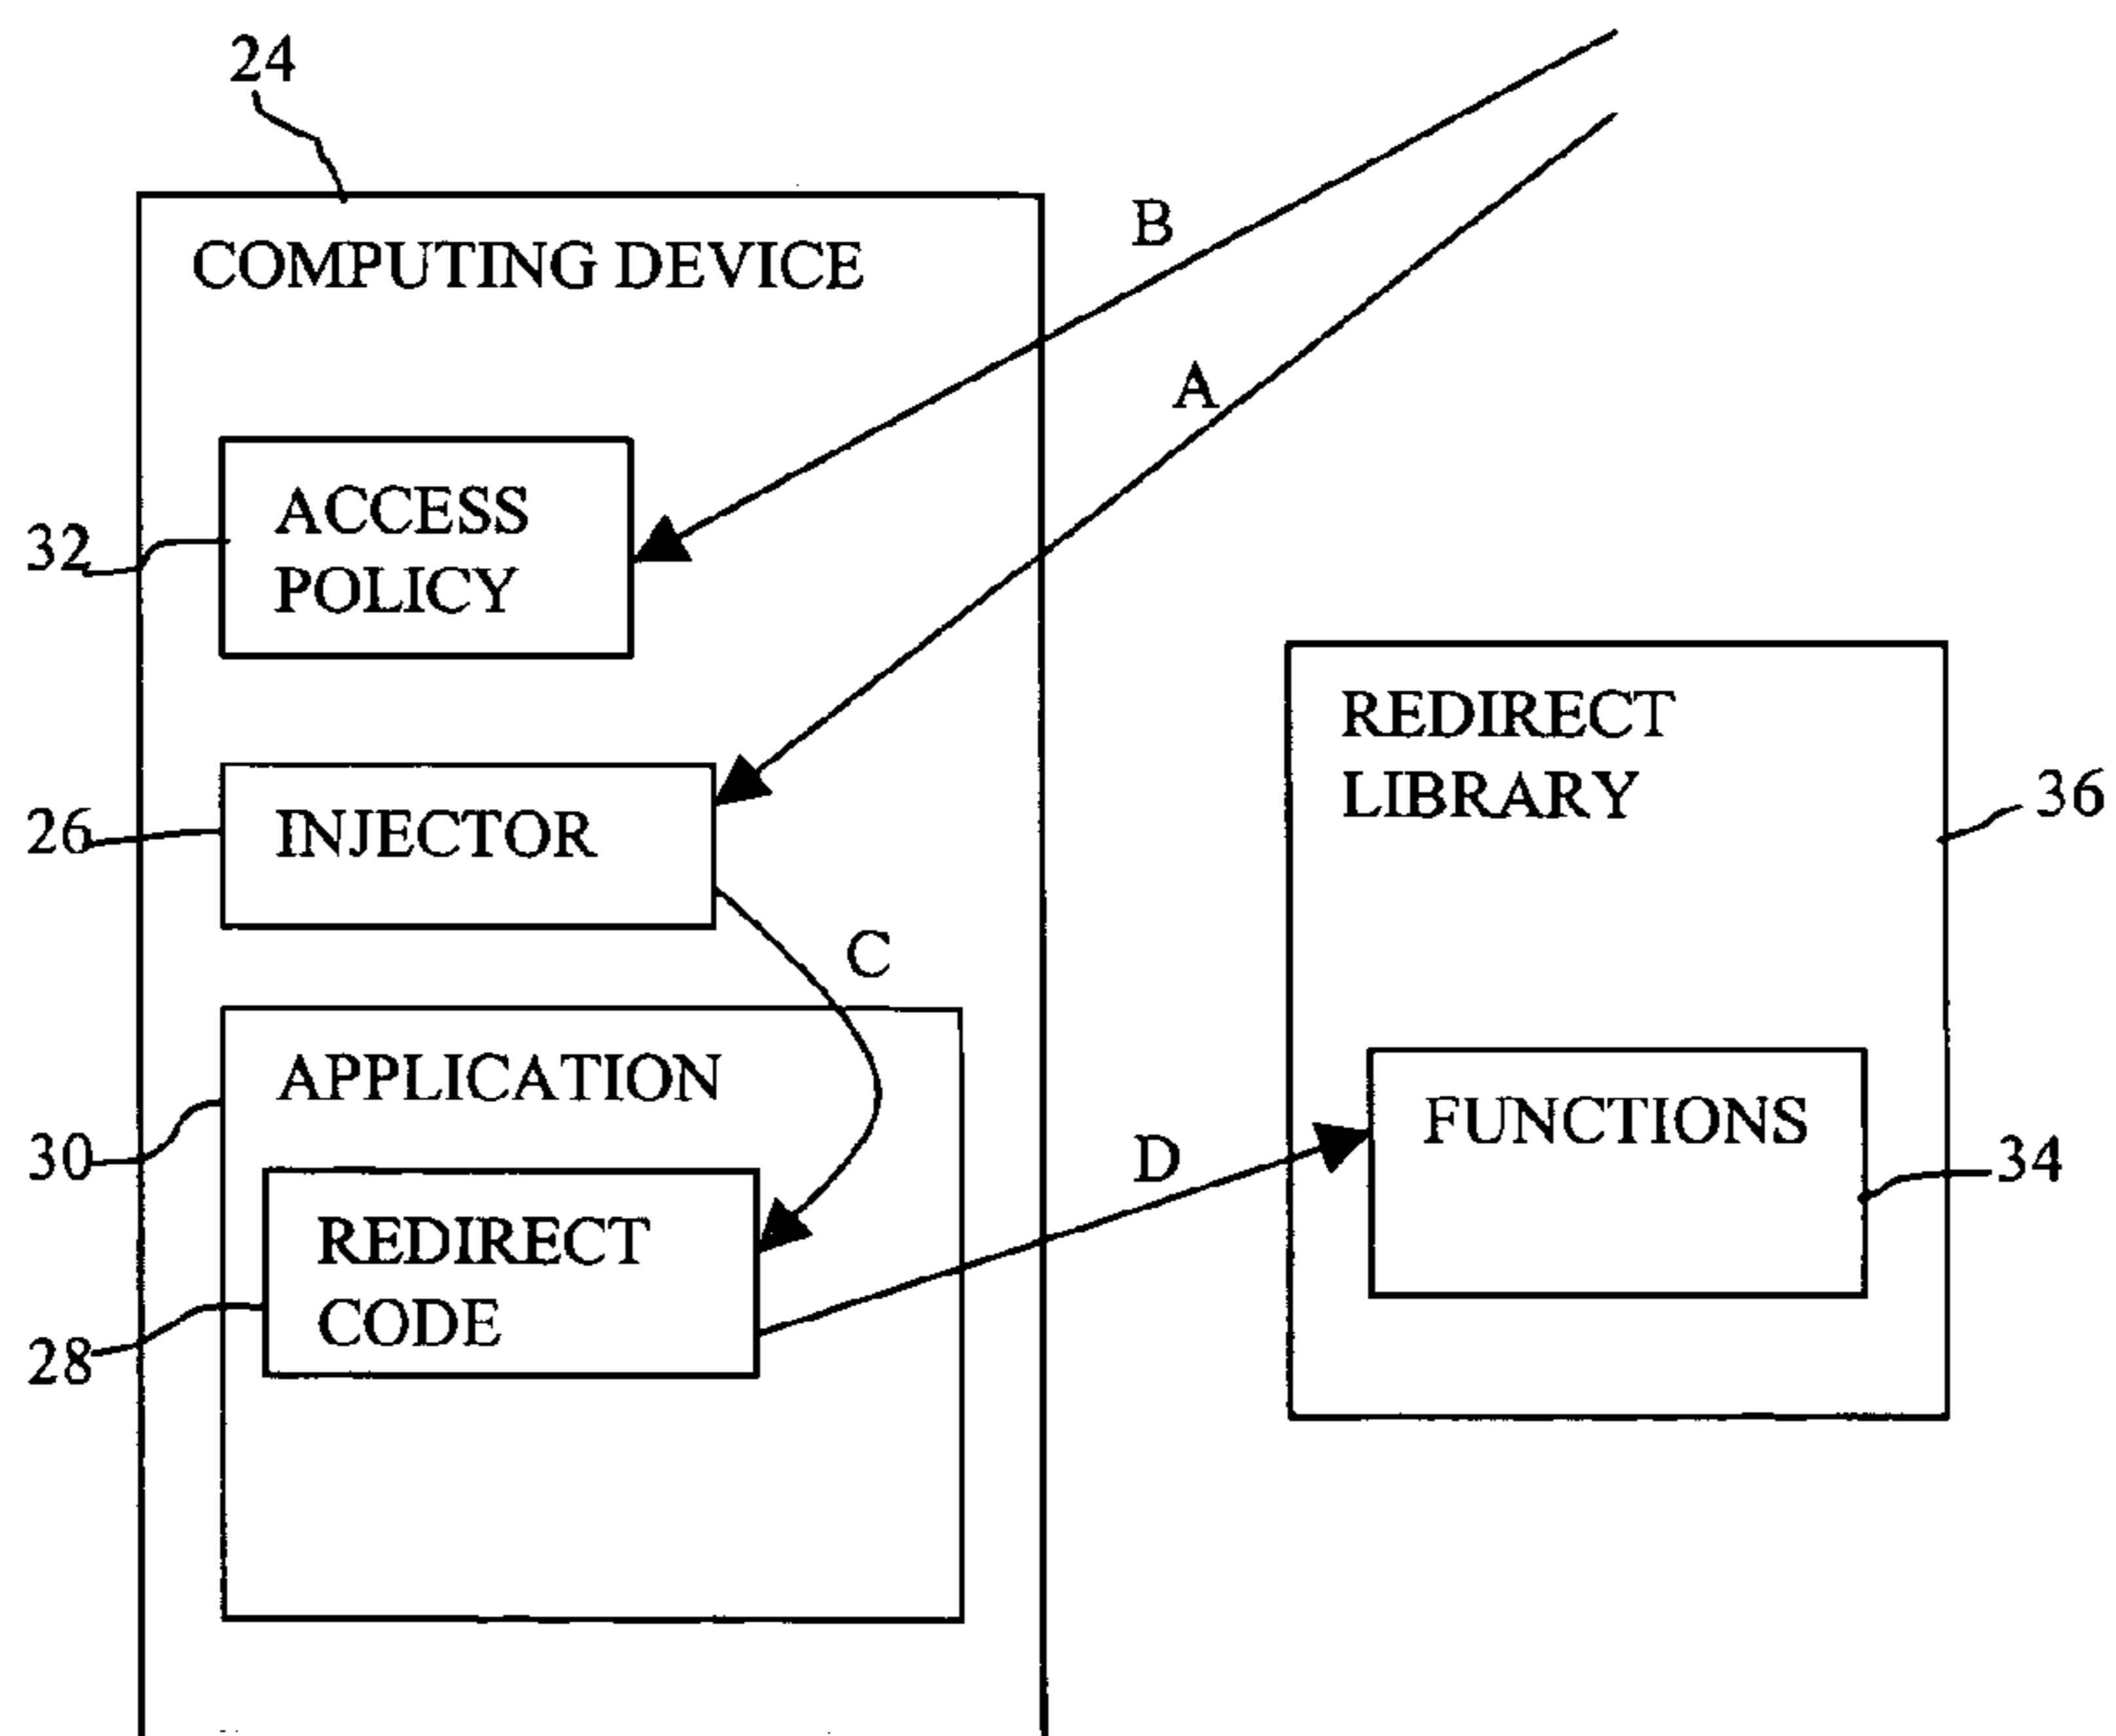 24
COMPUTING DEVICE
B
A
ACCESS
POLICY
32
REDIRECT
LIBRARY
36
INJECTOR
26
C
APPLICATION
30
FUNCTIONS
34
D
REDIRECT
CODE
28